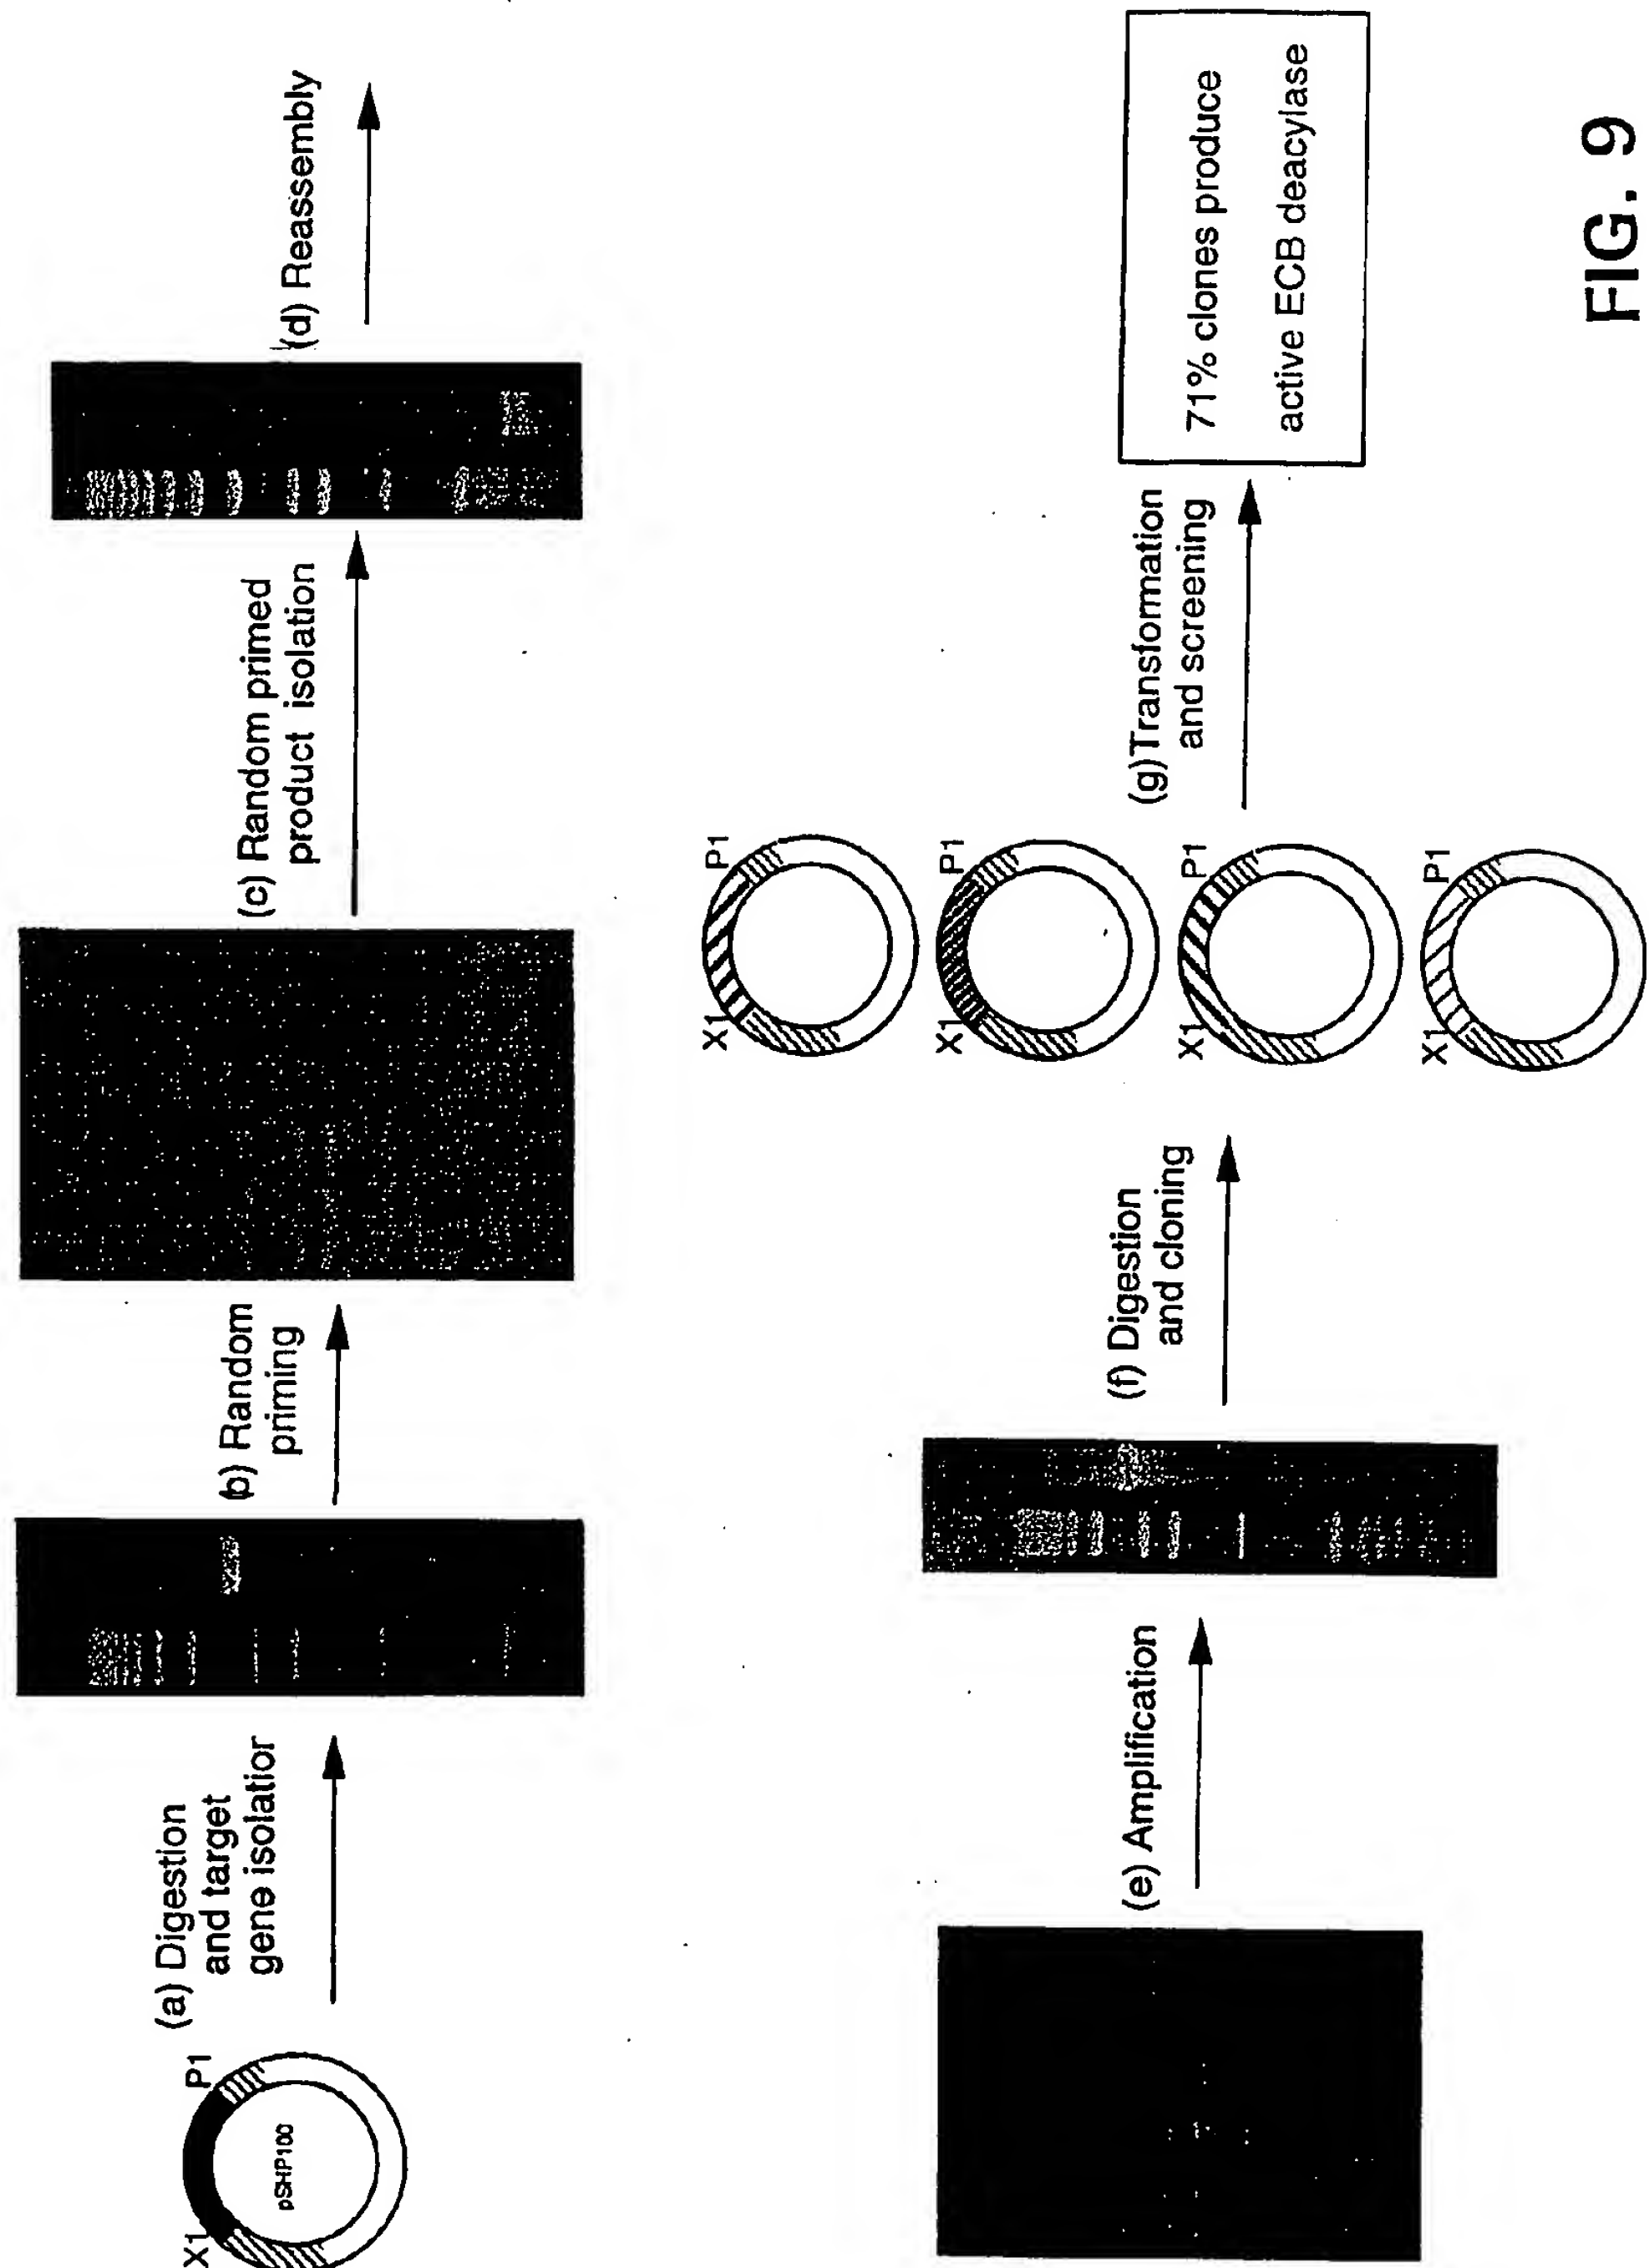 X1
P1
pSHP100
(a) Digestion
and target
gene isolatior
(b) Random
priming
(c) Random primed
product isolation
(d) Reassembly
(e) Amplification
(f) Digestion
and cloning
X1
P1
X1
P1
X1
P1
X1
P1
(g)Transformation
and screening
71% clones produce
active ECB deacylase
FIG. 9